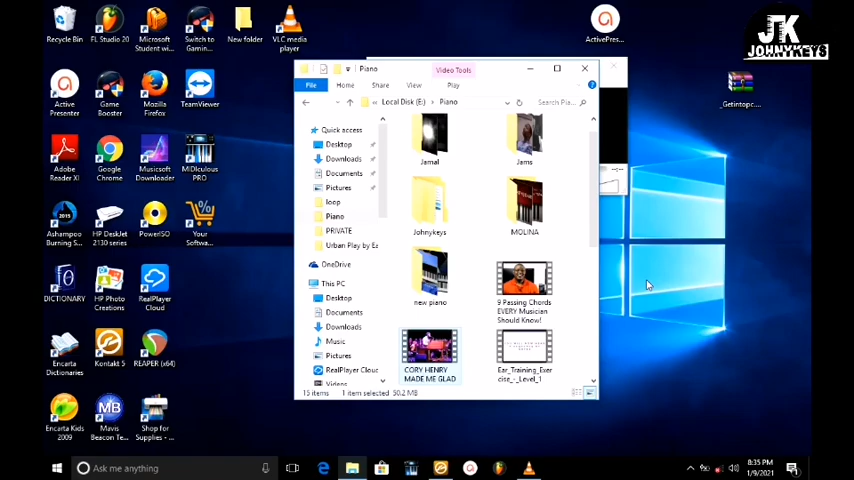 JK
JOHNYKEYS
Recycle Bin
FL Studio 20
Microsoft
Student wi...
Switch to
Gamin...
New folder
VLC media
player
ActivePres...
Active
Presenter
Game
Booster
Mozilla
Firefox
TeamViewer
_Getintopc....
Adobe
Reader XI
Google
Chrome
Musicsoft
Downloader
MIDIculous
PRO
Ashampoo
Burning S...
HP DeskJet
2130 series
PowerISO
Your
Softwa...
DICTIONARY
HP Photo
Creations
RealPlayer
Cloud
Encarta
Dictionaries
Kontakt 5
REAPER (x64)
Encarta Kids
2009
Mavis
Beacon Te...
Shop for
Supplies - ...
Piano
Video Tools
File
Home
Share
View
Play
« Local Disk (E:) > Piano
Search Pia...
Quick access
Desktop
Downloads
Documents
Pictures
loop
Piano
PRIVATE
Urban Play by Ea
OneDrive
This PC
Desktop
Documents
Downloads
Music
Pictures
RealPlayer Cloud
Videos
Jamal
Jams
Johnykeys
MOLINA
new piano
9 Passing Chords
EVERY Musician
Should Know!
CORY HENRY
MADE ME GLAD
Ear_Training_Exer
cise_-_Level_1
15 items
1 item selected 50.2 MB
Ask me anything
8:35 PM
1/9/2021